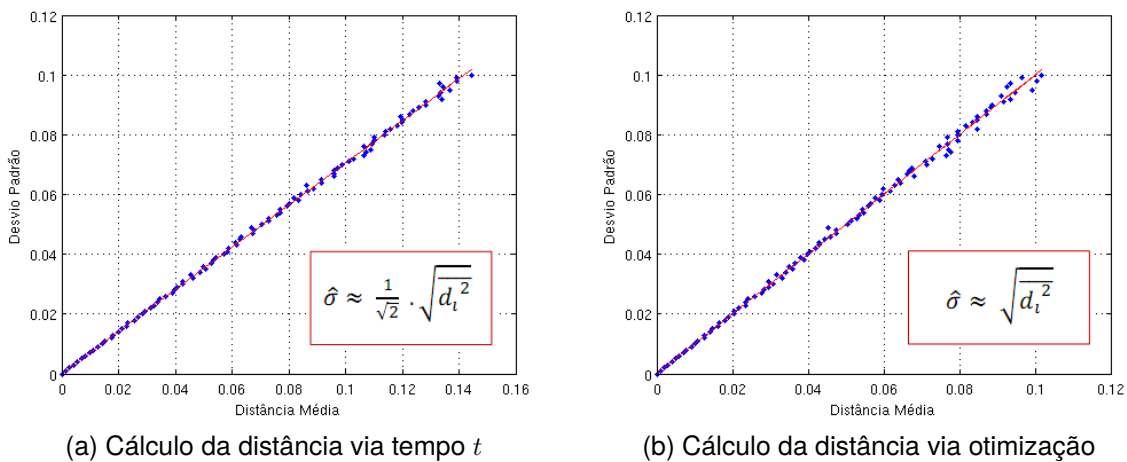 0.12
0.1
0.08
0.06
0.04
0.02
0
Desvio Padrão
0 0.02 0.04 0.06 0.08 0.1 0.12 0.14 0.16
Distância Média
σ̂ ≈ 1/√2 . √(d̅ᵢ²)
(a) Cálculo da distância via tempo t
0.12
0.1
0.08
0.06
0.04
0.02
0
Desvio Padrão
0 0.02 0.04 0.06 0.08 0.1 0.12
Distância Média
σ̂ ≈ √(d̅ᵢ²)
(b) Cálculo da distância via otimização